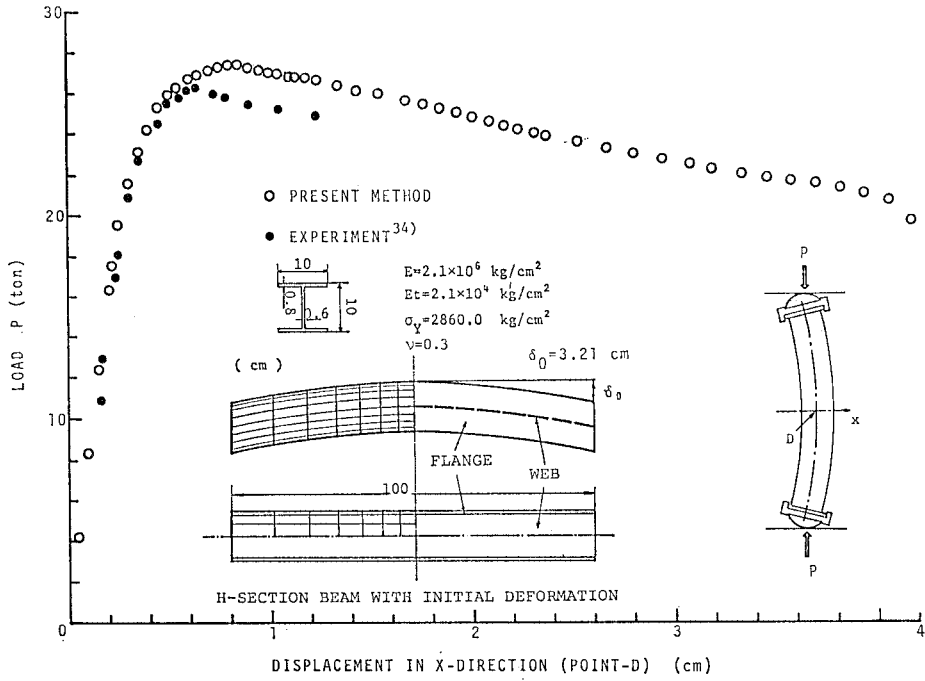 30
20
10
0
1
2
3
4
LOAD P (ton)
PRESENT METHOD
EXPERIMENT34)
10
10
0.8
0.6
E=2.1×10⁶ kg/cm²
Et=2.1×10⁴ kg/cm²
σY=2860.0 kg/cm²
ν=0.3
(cm)
δ0=3.21 cm
δ0
FLANGE
WEB
100
H-SECTION BEAM WITH INITIAL DEFORMATION
P
x
D
P
DISPLACEMENT IN X-DIRECTION (POINT-D) (cm)